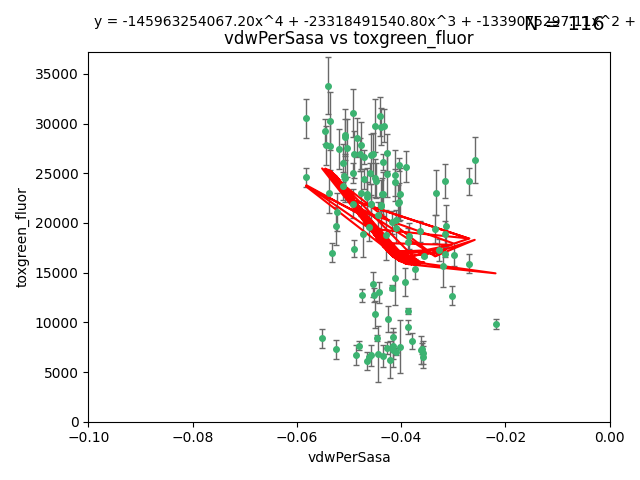 y = -145963254067.20x^4 + -23318491540.80x^3 +
N = 116
vdwPerSasa vs toxgreen_fluor
35000
30000
25000
20000
15000
10000
5000
0
toxgreen_fluor
−0.10
−0.08
−0.06
−0.04
−0.02
0.00
vdwPerSasa